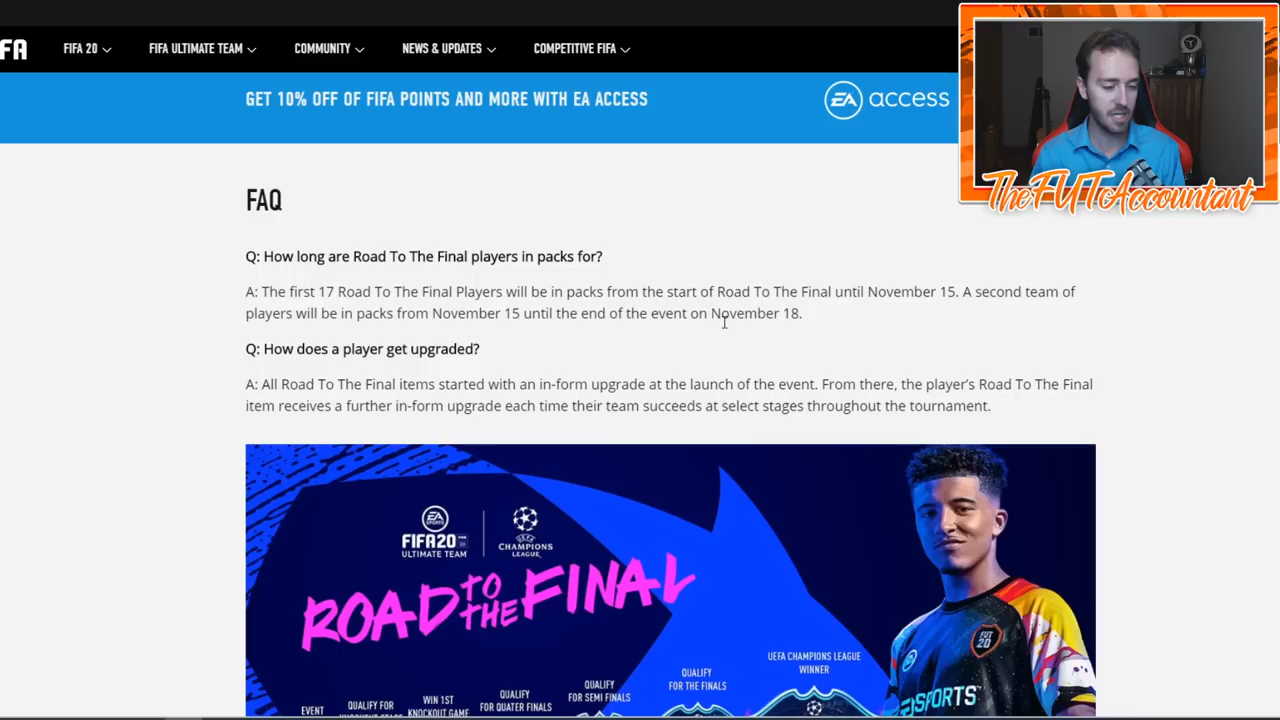 FA
FIFA 20
FIFA ULTIMATE TEAM
COMMUNITY
NEWS & UPDATES
COMPETITIVE FIFA
GET 10% OFF OF FIFA POINTS AND MORE WITH EA ACCESS
EA access
TheFUTAccountant
FAQ
Q: How long are Road To The Final players in packs for?
A: The first 17 Road To The Final Players will be in packs from the start of Road To The Final until November 15. A second team of
players will be in packs from November 15 until the end of the event on November 18.
Q: How does a player get upgraded?
A: All Road To The Final items started with an in-form upgrade at the launch of the event. From there, the player's Road To The Final
item receives a further in-form upgrade each time their team succeeds at select stages throughout the tournament.
EA SPORTS
FIFA20
ULTIMATE TEAM
CHAMPIONS
LEAGUE
ROAD TO THE FINAL
EVENT
QUALIFY FOR
WIN 1ST
KNOCKOUT GAME
QUALIFY
FOR QUATER FINALS
QUALIFY
FOR SEMI FINALS
QUALIFY
FOR THE FINALS
UEFA CHAMPIONS LEAGUE
WINNER
FUT
20
EA SPORTS